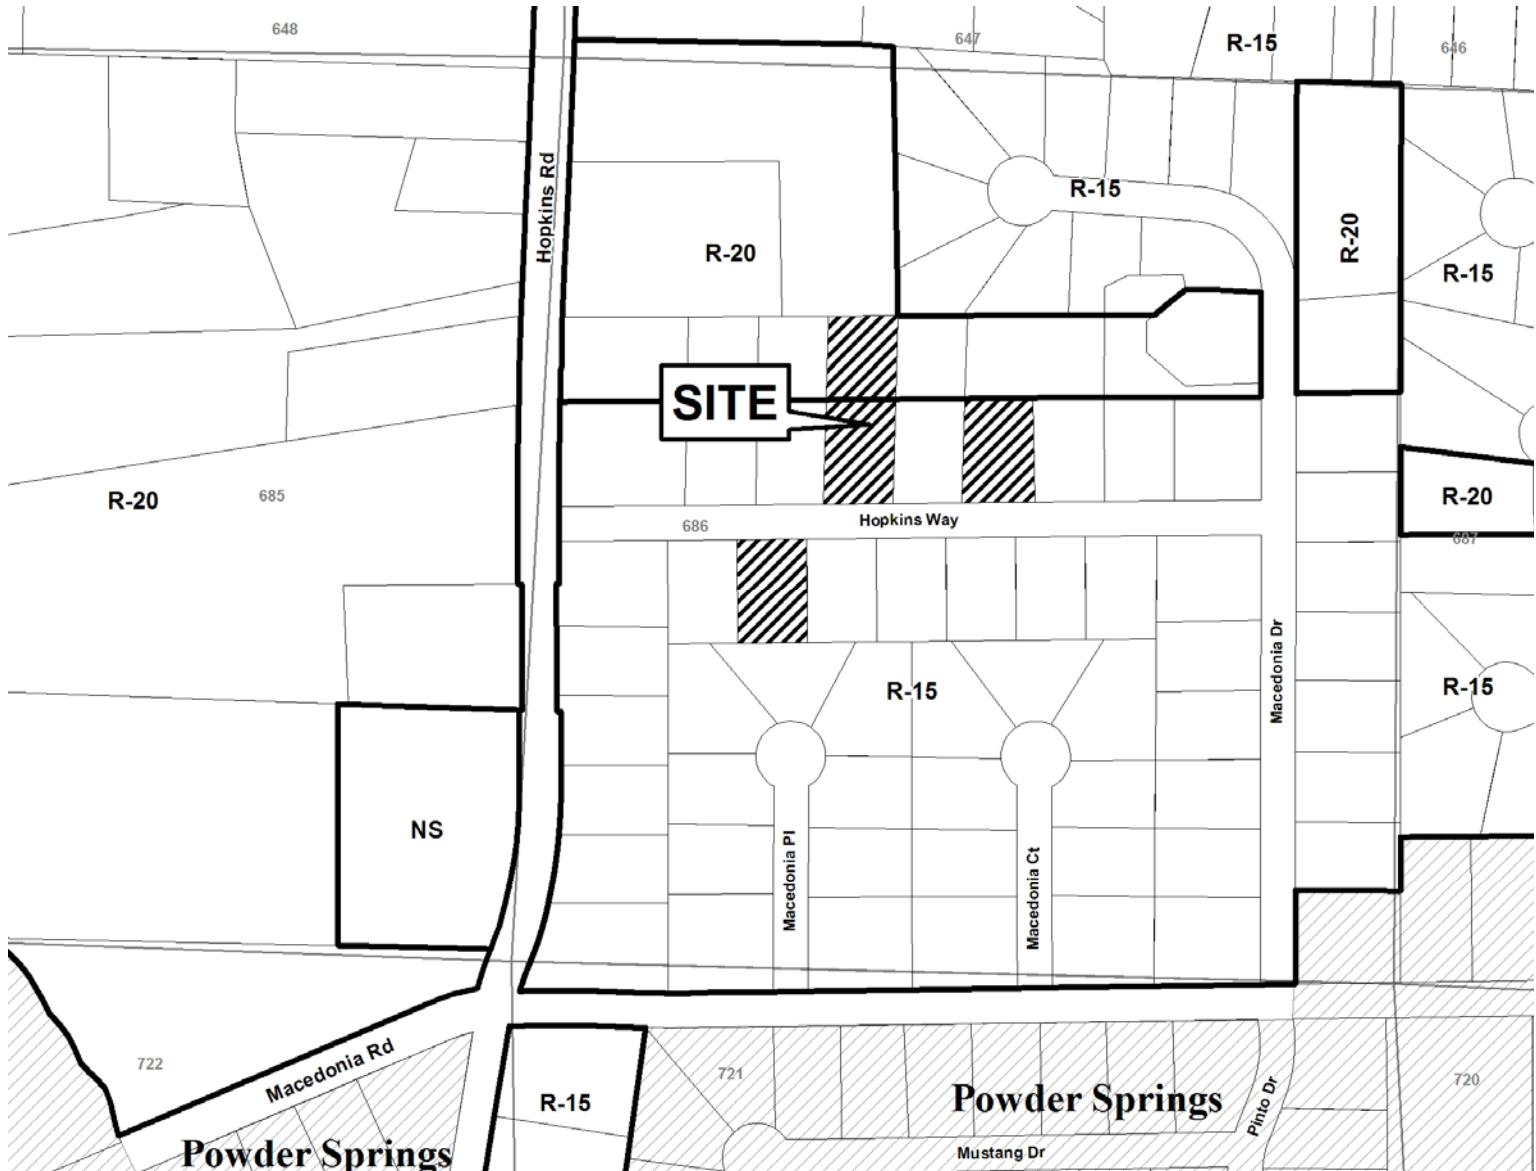 648
647
R-15
646
Hopkins Rd
R-15
R-20
R-20
R-15
SITE
R-20
685
R-20
686
Hopkins Way
687
R-15
Macedonia Dr
R-15
NS
Macedonia Pl
Macedonia Ct
722
Macedonia Rd
R-15
721
Powder Springs
Pinto Dr
720
Powder Springs
Mustang Dr